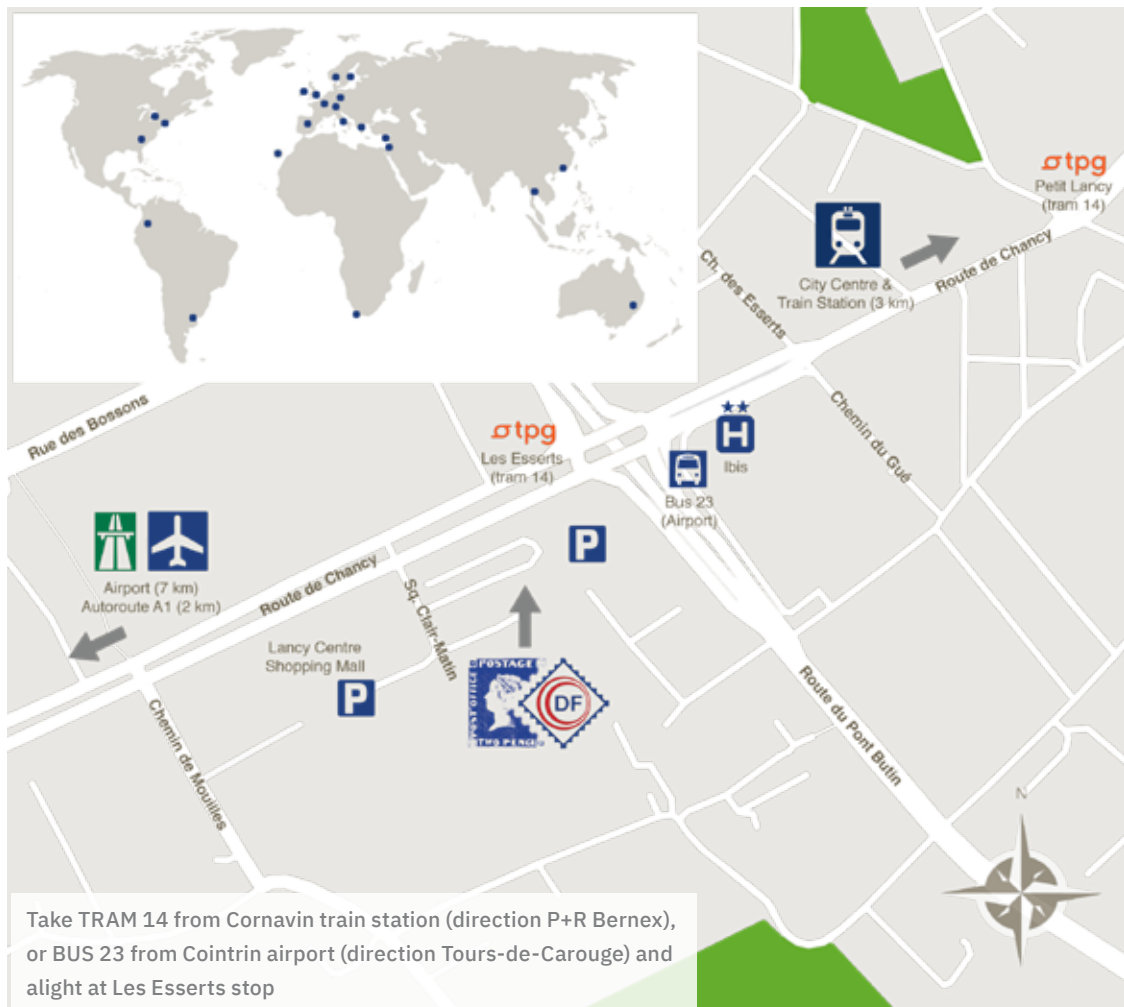 tpg
Petit Lancy
(tram 14)
Route de Chancy
City Centre &
Train Station (3 km)
Ch. des Esserts
Rue des Bossons
tpg
Les Esserts
(tram 14)
H
Ibis
Bus 23
(Airport)
Chemin du Gué
P
Airport (7 km)
Autoroute A1 (2 km)
Route de Chancy
Sq. Clair-Matin
Lancy Centre
Shopping Mall
P
POSTAGE
POST OFFICE
TWO PENCE
DF
Chemin de Mouilles
Route du Pont Butin
N
Take TRAM 14 from Cornavin train station (direction P+R Bernex),
or BUS 23 from Cointrin airport (direction Tours-de-Carouge) and
alight at Les Esserts stop